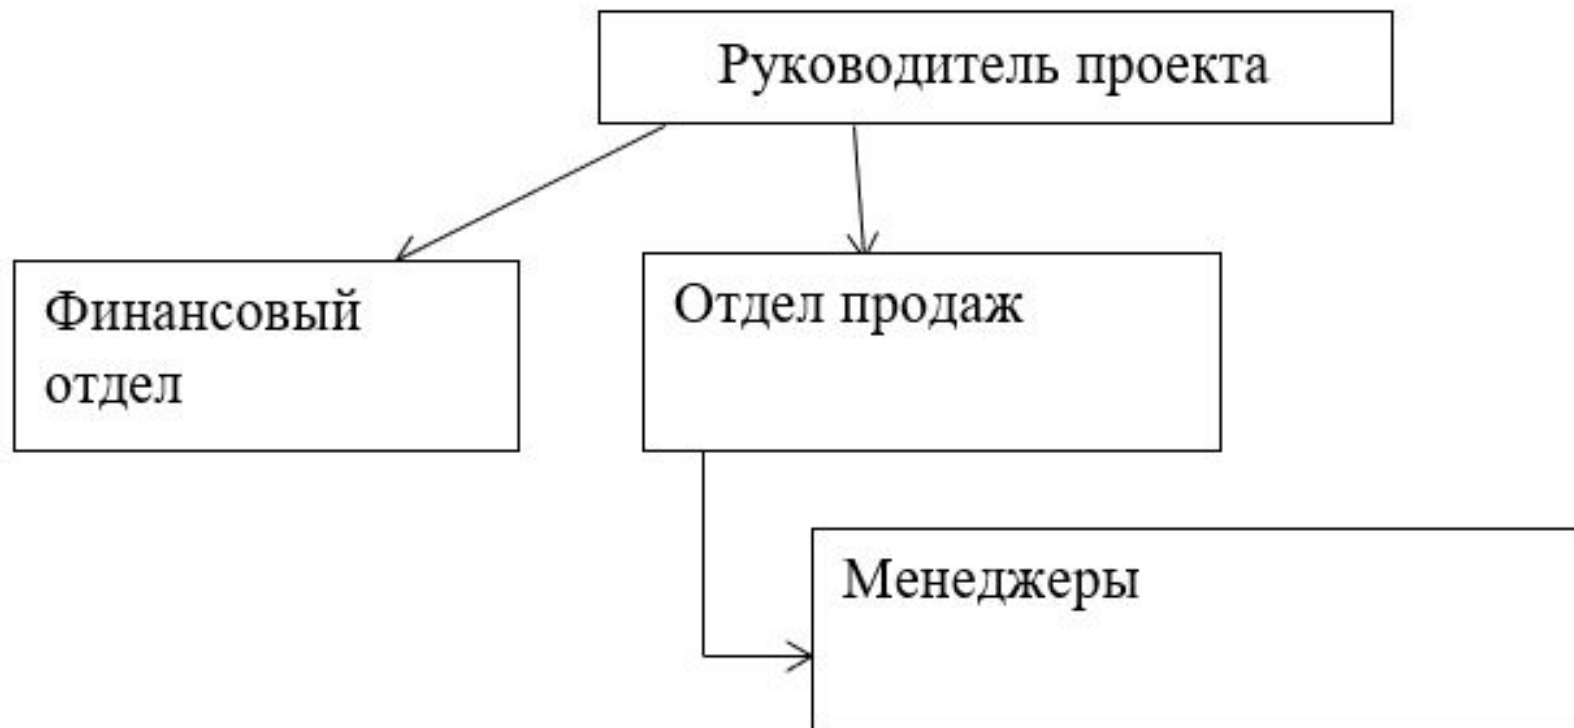 Руководитель проекта
Финансовый
отдел
Отдел продаж
Менеджеры